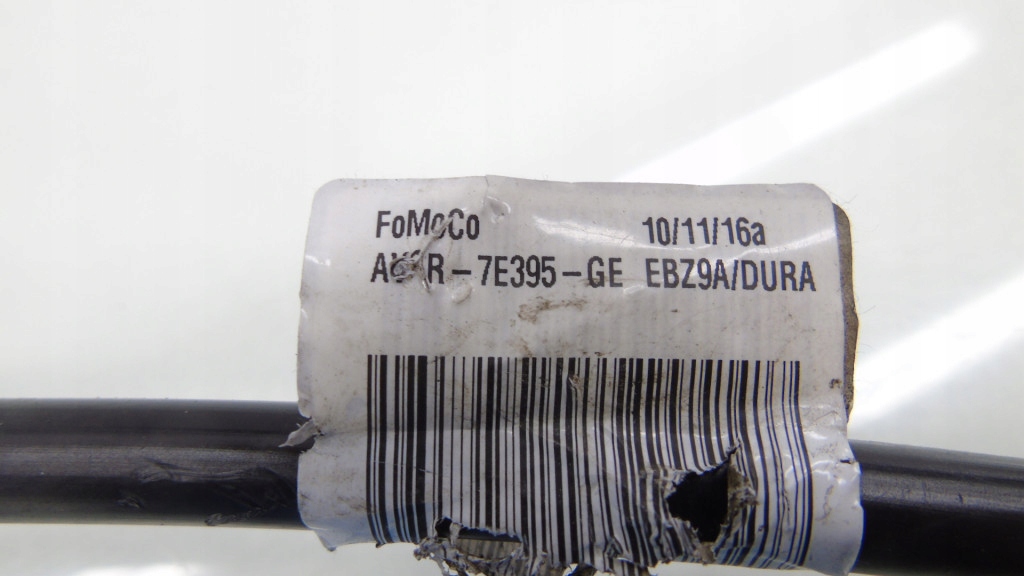 FoMoCo 10/11/16a
-7E395-GE EBZ9A/DURA